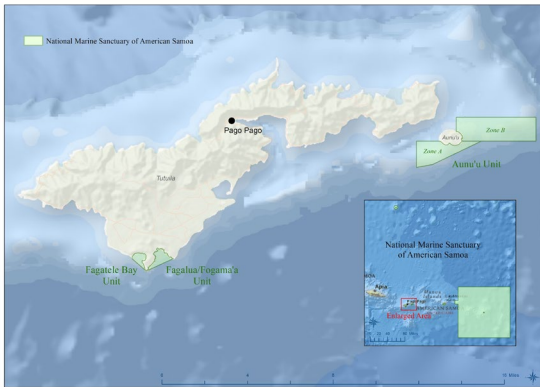 National Marine Sanctuary of American Samoa
Pago Pago
Zone B
Aunu'u
Zone A
Aunu'u Unit
Tutuila
Fagatele Bay
Unit
Fagalua/Fogama'a
Unit
National Marine Sanctuary
of American Samoa
Apia
Enlarged Area